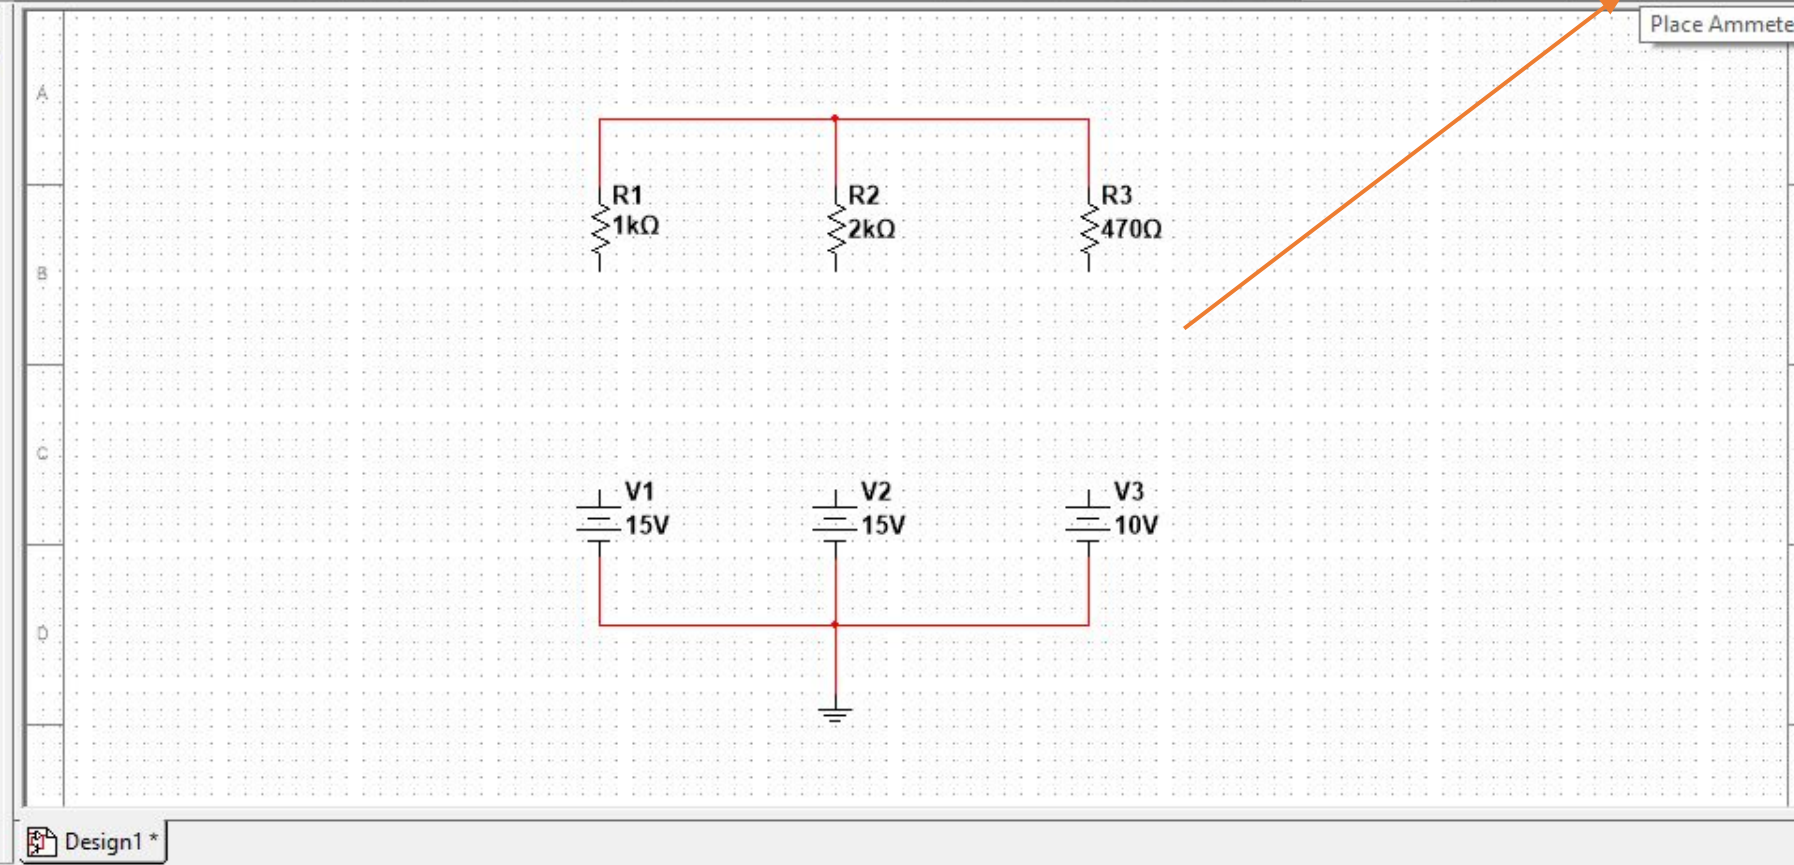 Place Ammete
A
R1
1kΩ
R2
2kΩ
R3
470Ω
B
C
V1
15V
V2
15V
V3
10V
D
Design1 *